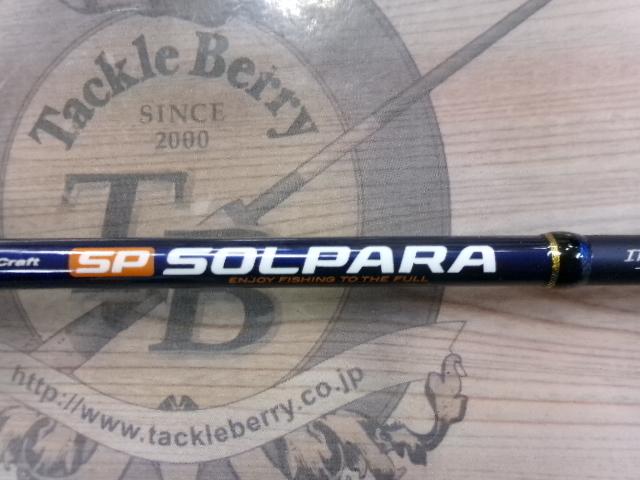 Tackle Berry
SINCE
2000
TB
Craft
SP SOLPARA
ENJOY FISHING TO THE FULL
http://www.tackleberry.co.jp